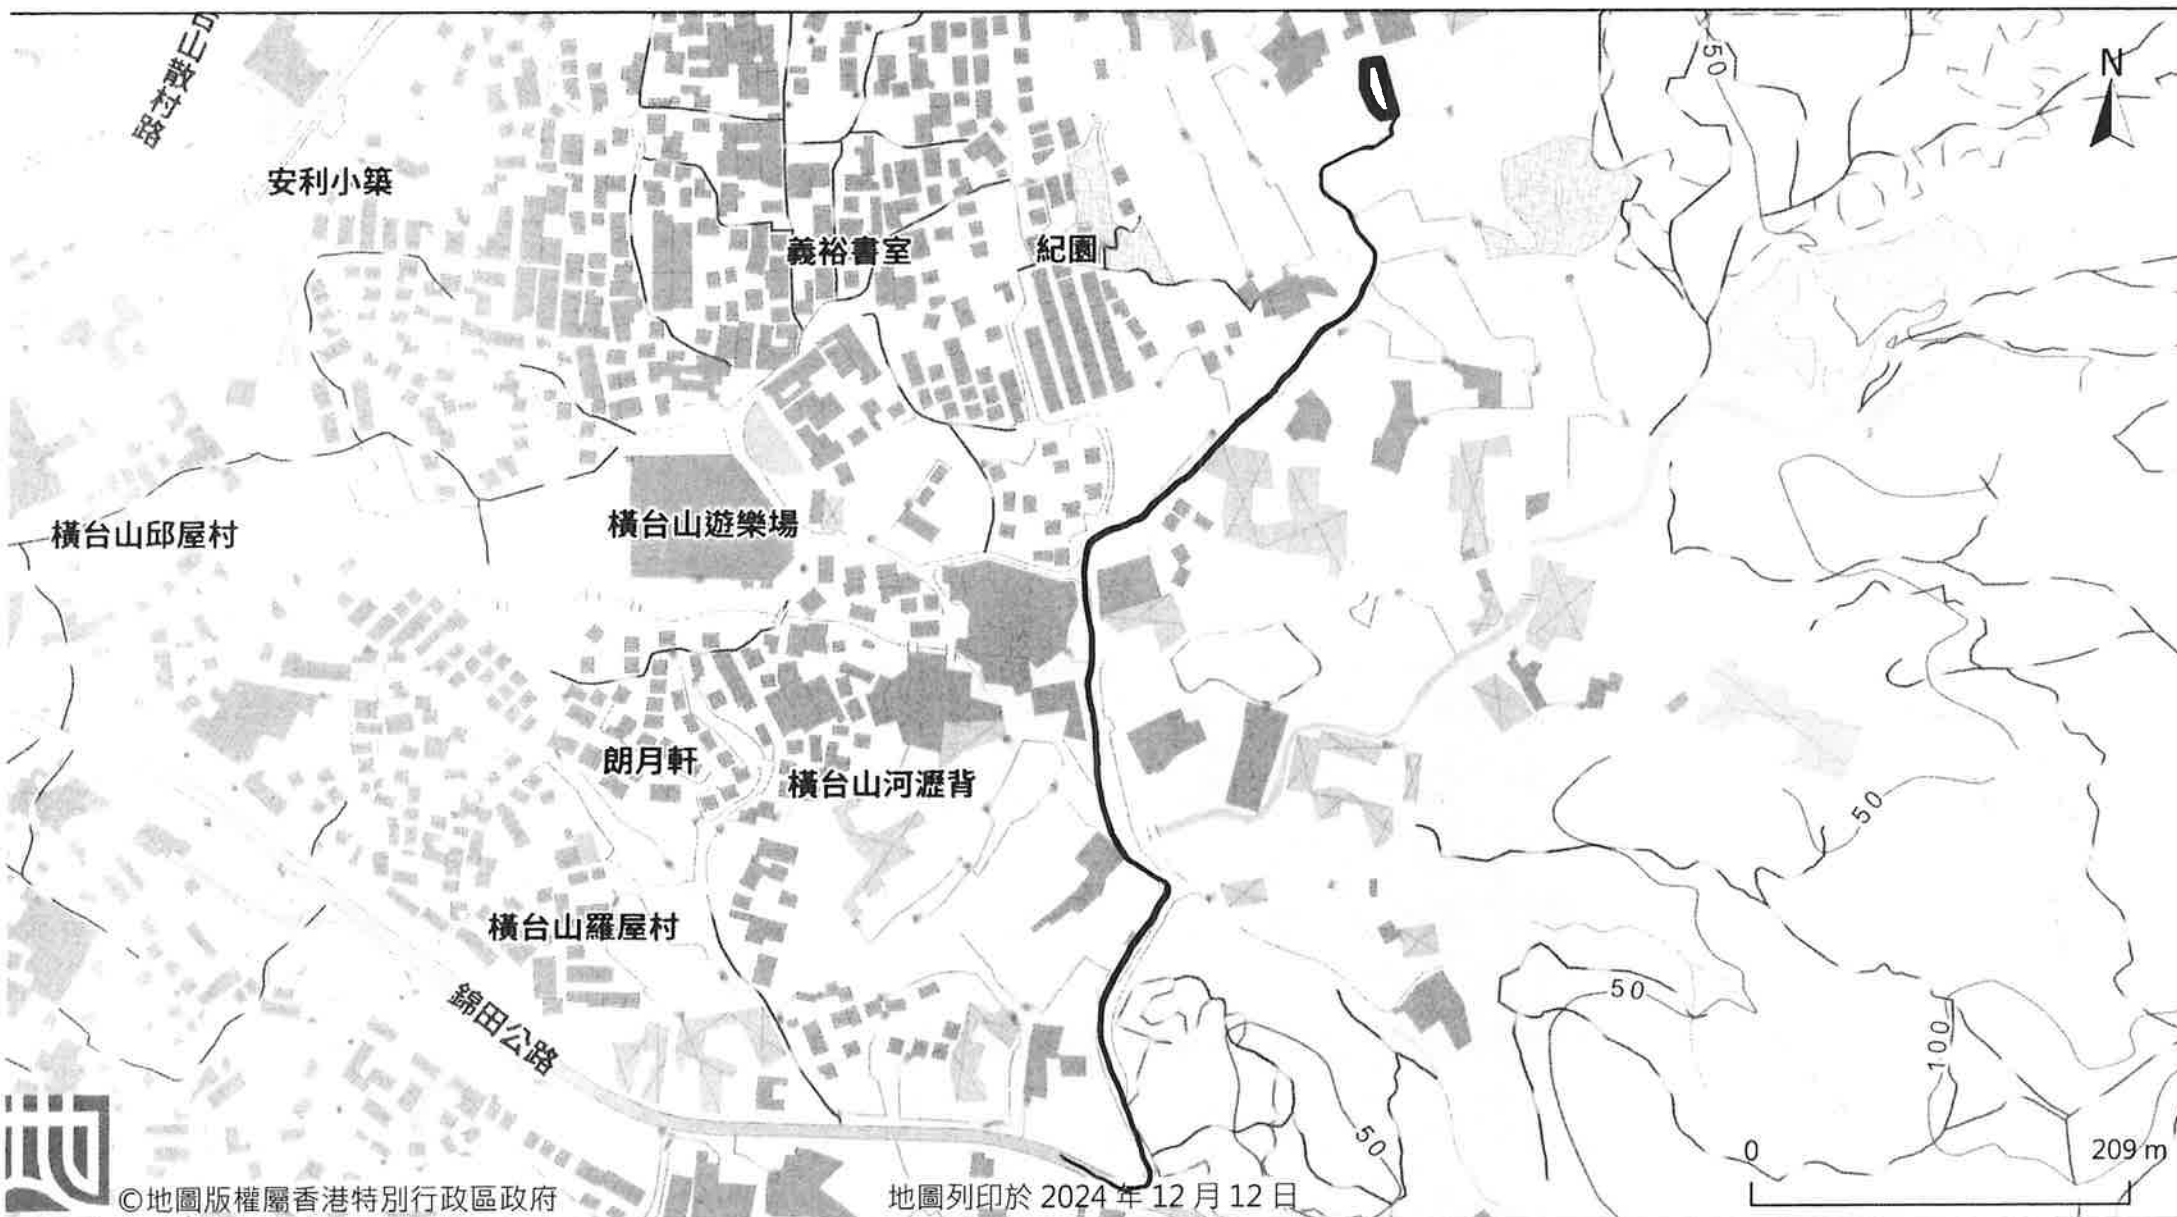 台山散村路
50
N
安利小築
義裕書室
紀園
橫台山遊樂場
橫台山邱屋村
朗月軒
橫台山河瀝背
50
橫台山羅屋村
錦田公路
50
100
50
0
209 m
©地圖版權屬香港特別行政區政府
地圖列印於 2024 年 12 月 12 日